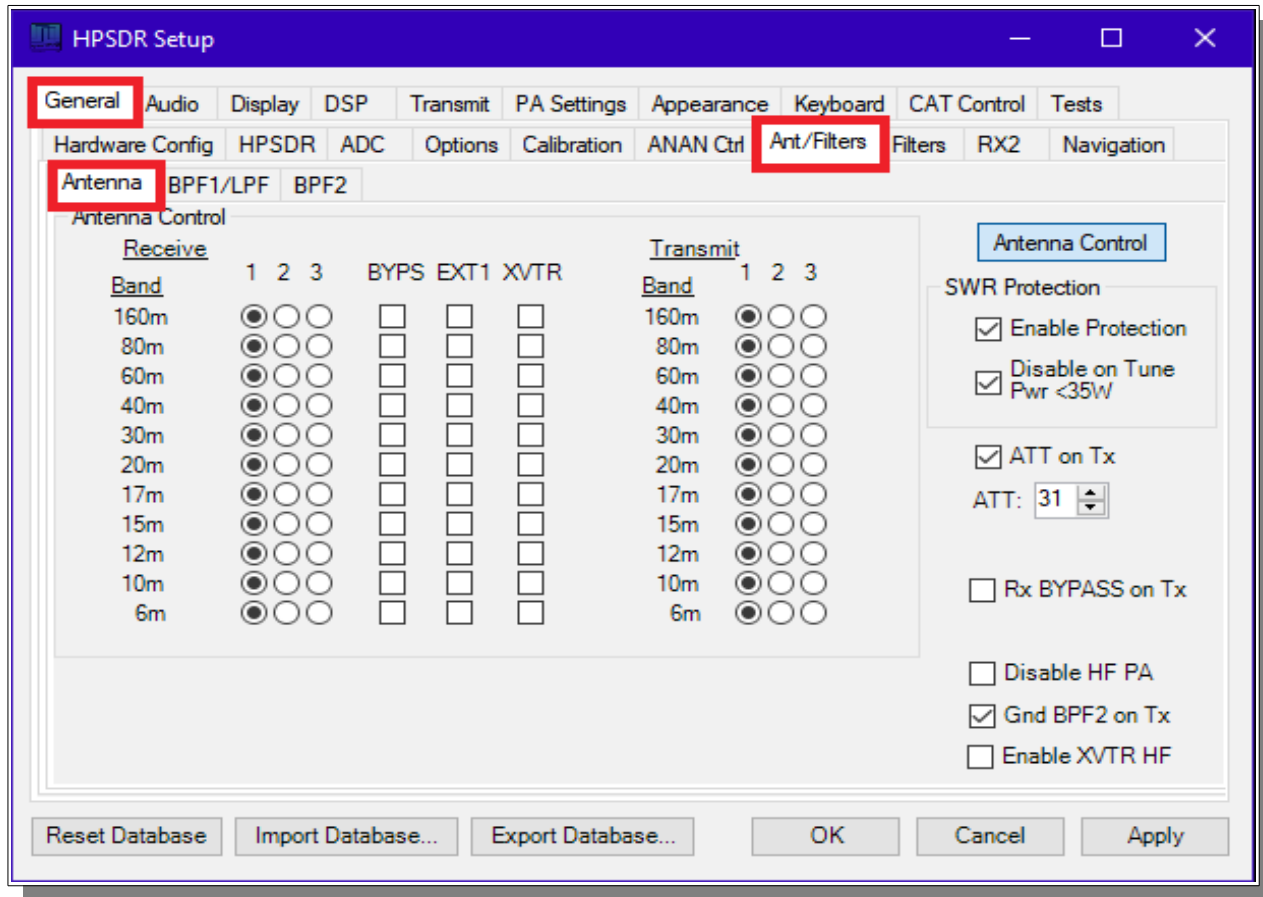 HPSDR Setup
General Audio Display DSP Transmit PA Settings Appearance Keyboard CAT Control Tests
Hardware Config HPSDR ADC Options Calibration ANAN Ctrl Ant/Filters Filters RX2 Navigation
Antenna BPF1/LPF BPF2
Antenna Control
Receive Transmit Antenna Control
1 2 3 BYPS EXT1 XVTR 1 2 3
Band Band SWR Protection
160m 160m Enable Protection
80m 80m
60m 60m Disable on Tune
Pwr <35W
40m 40m
30m 30m
20m 20m ATT on Tx
17m 17m ATT: 31
15m 15m
12m 12m
10m 10m Rx BYPASS on Tx
6m 6m
Disable HF PA
Gnd BPF2 on Tx
Enable XVTR HF
Reset Database Import Database... Export Database... OK Cancel Apply